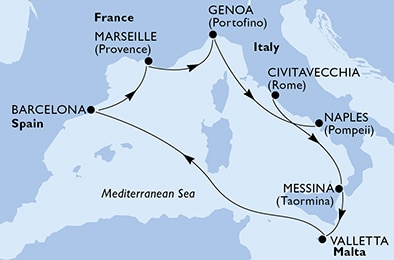 France
MARSEILLE
(Provence)
GENOA
(Portofino)
Italy
CIVITAVECCHIA
(Rome)
NAPLES
(Pompeii)
BARCELONA
Spain
MESSINA
(Taormina)
Mediterranean Sea
VALLETTA
Malta